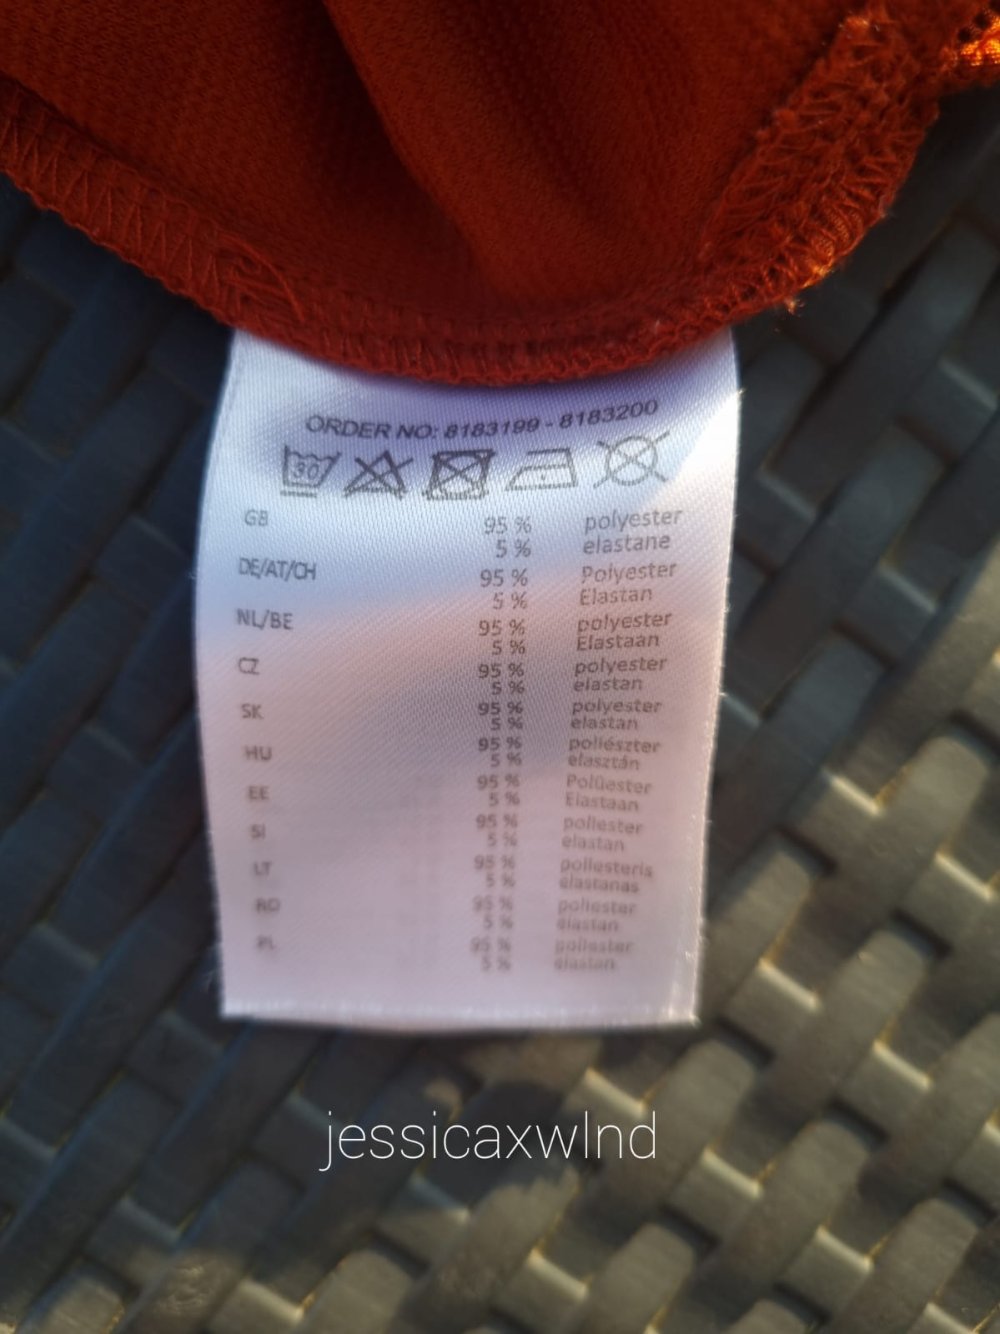 ORDER NO: 8183199 - 8183200
30
GB 95 % polyester
5 % elastane
DE/AT/CH 95 % Polyester
5 % Elastan
NL/BE 95 % polyester
5 % Elastaan
CZ 95 % polyester
5 % elastan
SK 95 % polyester
5 % elastan
HU 95 % poliészter
5 % elasztán
EE 95 % Polüester
5 % Elastaan
SI 95 % poliester
5 % elastan
LT 95 % poliesteris
5 % elastanas
RO 95 % poliester
5 % elastan
PL 95 % poliester
5 % elastan
jessicaxwlnd